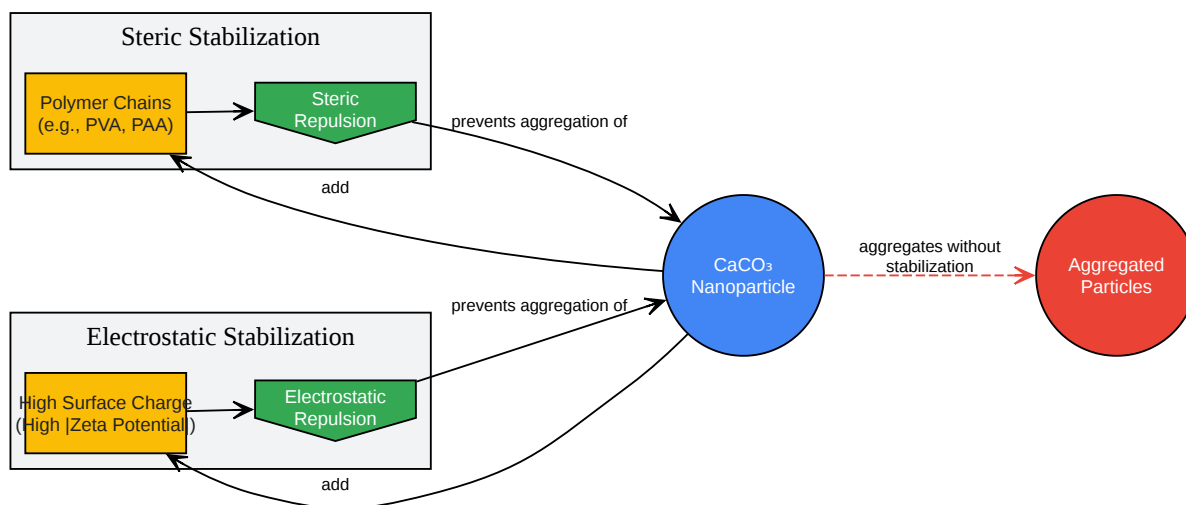 Steric Stabilization
Polymer Chains
(e.g., PVA, PAA)
Steric
Repulsion
prevents aggregation of
add
CaCO₃
Nanoparticle
aggregates without
stabilization
Aggregated
Particles
prevents aggregation of
Electrostatic Stabilization
High Surface Charge
(High |Zeta Potential|)
Electrostatic
Repulsion
add